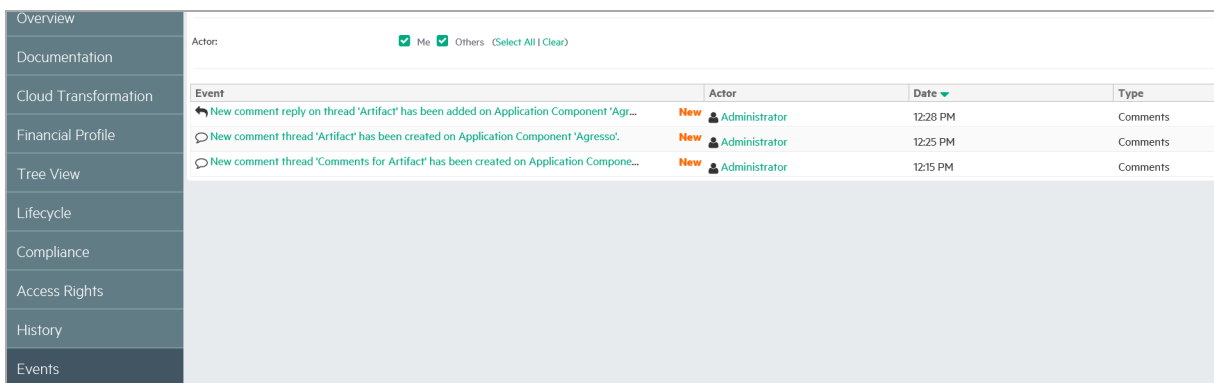 Overview
Documentation
Cloud Transformation
Financial Profile
Tree View
Lifecycle
Compliance
Access Rights
History
Events
Actor: Me Others (Select All | Clear)
Event Actor Date Type
New comment reply on thread 'Artifact' has been added on Application Component 'Agr... New Administrator 12:28 PM Comments
New comment thread 'Artifact' has been created on Application Component 'Agresso'. New Administrator 12:25 PM Comments
New comment thread 'Comments for Artifact' has been created on Application Compone... New Administrator 12:15 PM Comments